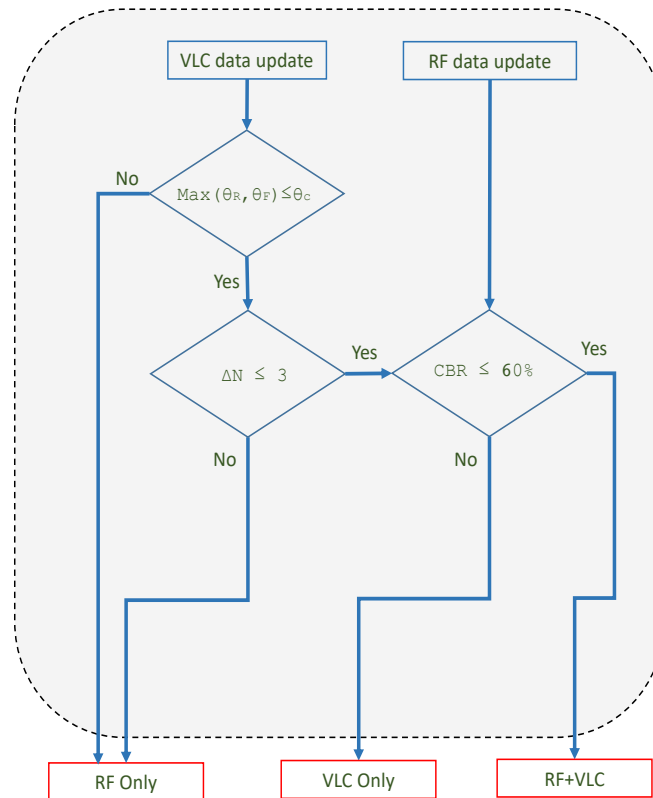 VLC data update
RF data update
No
Max(θR,θF)≤θc
Yes
Yes
Yes
ΔN ≤ 3
CBR ≤ 60%
No
No
RF Only
VLC Only
RF+VLC